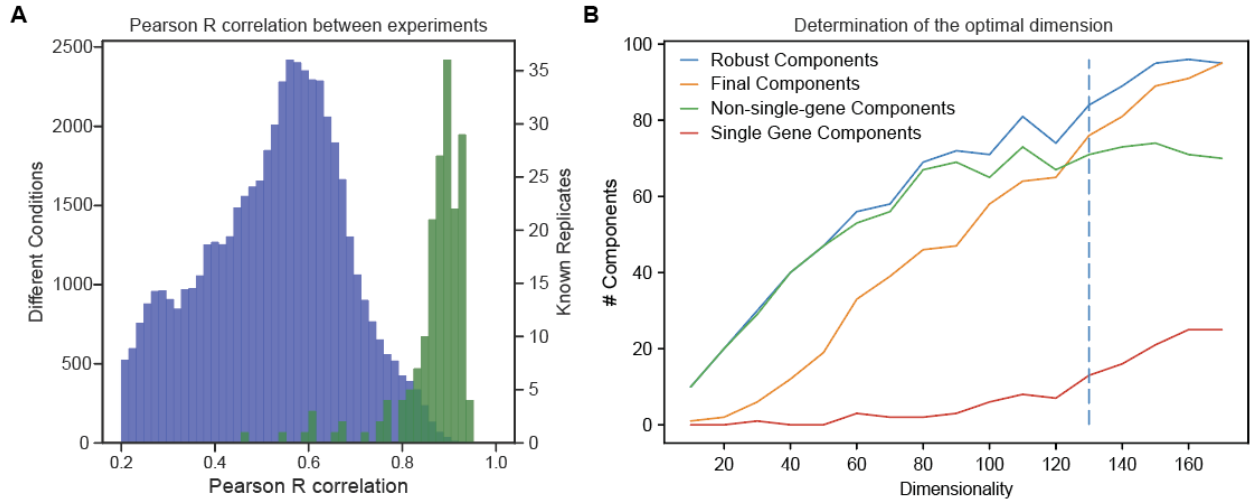 A
Pearson R correlation between experiments
2500
2000
1500
1000
500
0
Different Conditions
35
30
25
20
15
10
5
0
Known Replicates
0.2 0.4 0.6 0.8 1.0
Pearson R correlation
B
Determination of the optimal dimension
100
80
60
40
20
0
# Components
Robust Components
Final Components
Non-single-gene Components
Single Gene Components
20 40 60 80 100 120 140 160
Dimensionality